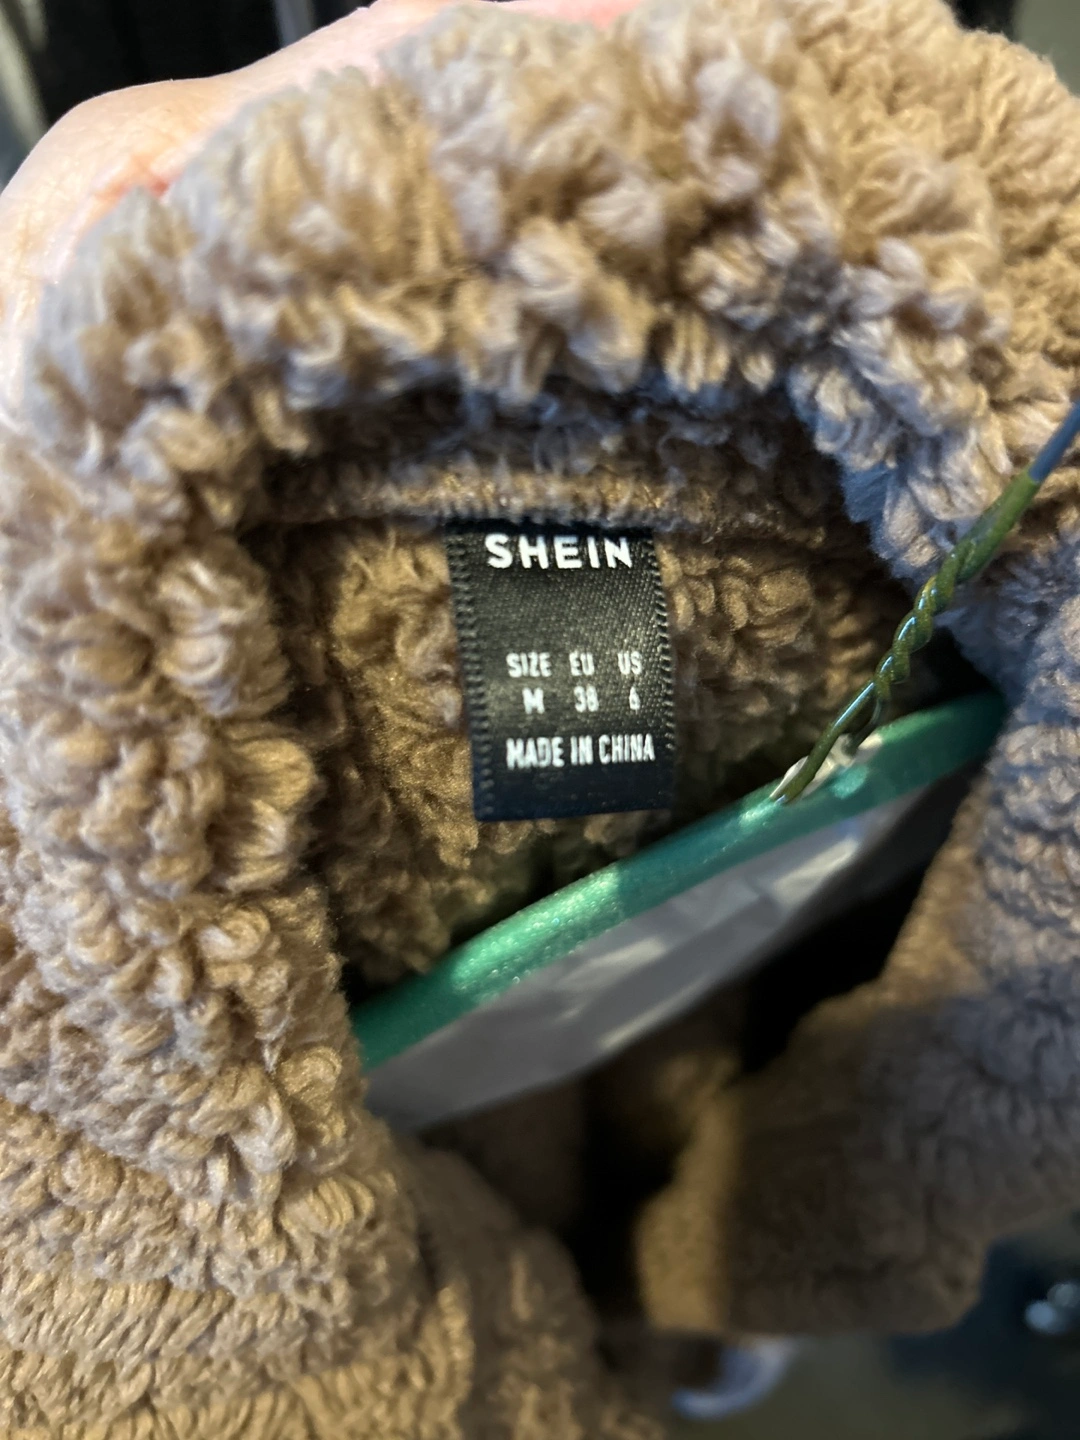 SHEIN
SIZE EU US
M 38 6
MADE IN CHINA